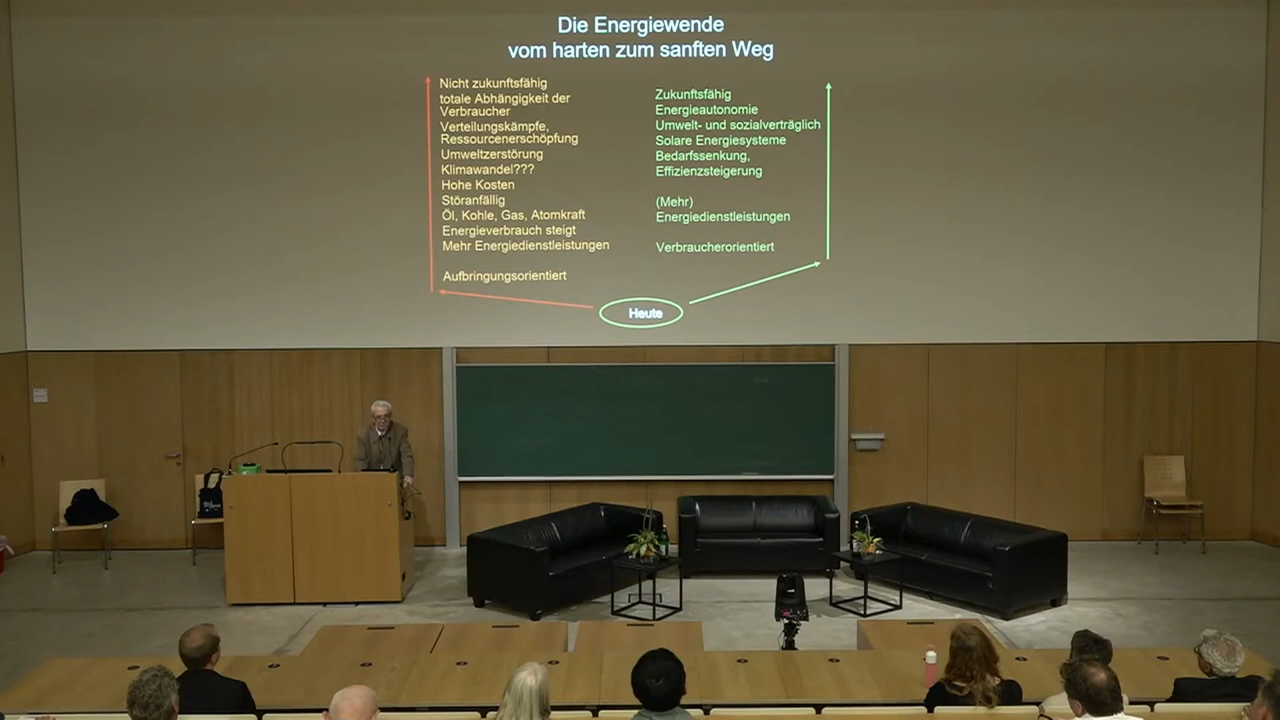 Die Energiewende
vom harten zum sanften Weg
Nicht zukunftsfähig
totale Abhängigkeit der
Verbraucher
Verteilungskämpfe,
Ressourcenerschöpfung
Umweltzerstörung
Klimawandel???
Hohe Kosten
Störanfällig
Öl, Kohle, Gas, Atomkraft
Energieverbrauch steigt
Mehr Energiedienstleistungen
Aufbringungsorientiert
Zukunftsfähig
Energieautonomie
Umwelt- und sozialverträglich
Solare Energiesysteme
Bedarfssenkung,
Effizienzsteigerung
(Mehr)
Energiedienstleistungen
Verbraucherorientiert
Heute